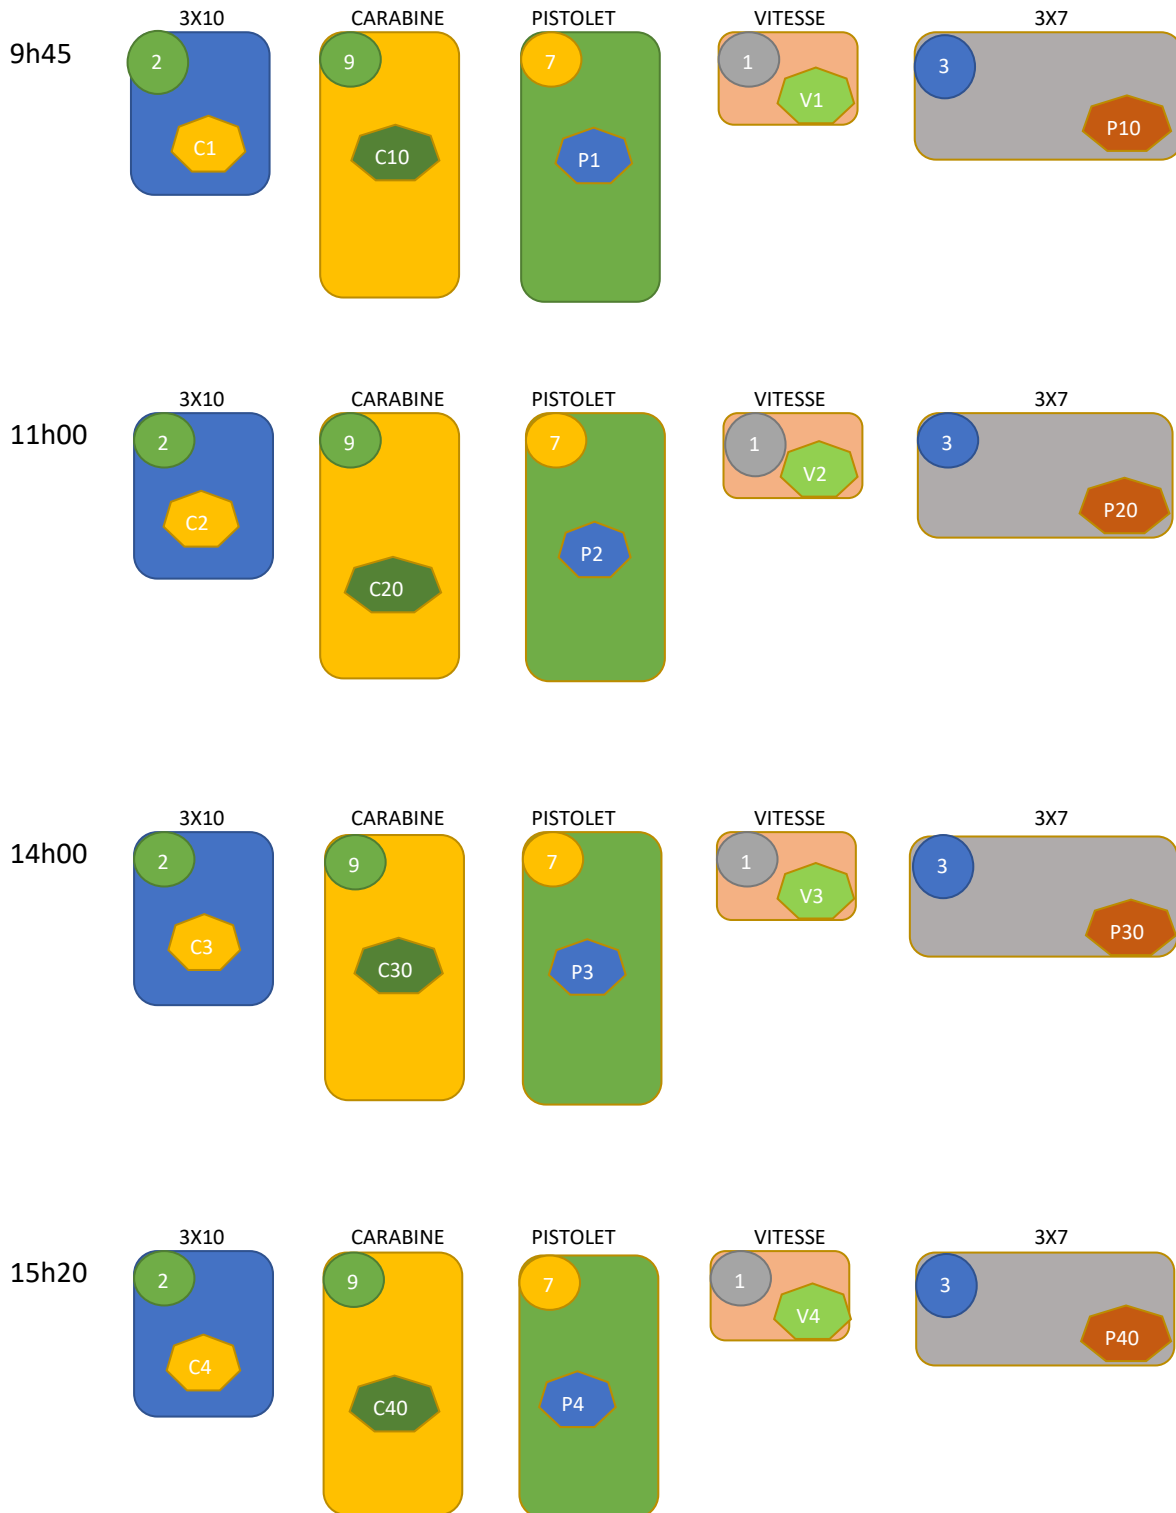 3X10 CARABINE PISTOLET VITESSE 3X7
9h45
2 9 7 1 3
C1 C10 P1 V1 P10
3X10 CARABINE PISTOLET VITESSE 3X7
11h00
2 9 7 1 3
C2 C20 P2 V2 P20
3X10 CARABINE PISTOLET VITESSE 3X7
14h00
2 9 7 1 3
C3 C30 P3 V3 P30
3X10 CARABINE PISTOLET VITESSE 3X7
15h20
2 9 7 1 3
C4 C40 P4 V4 P40